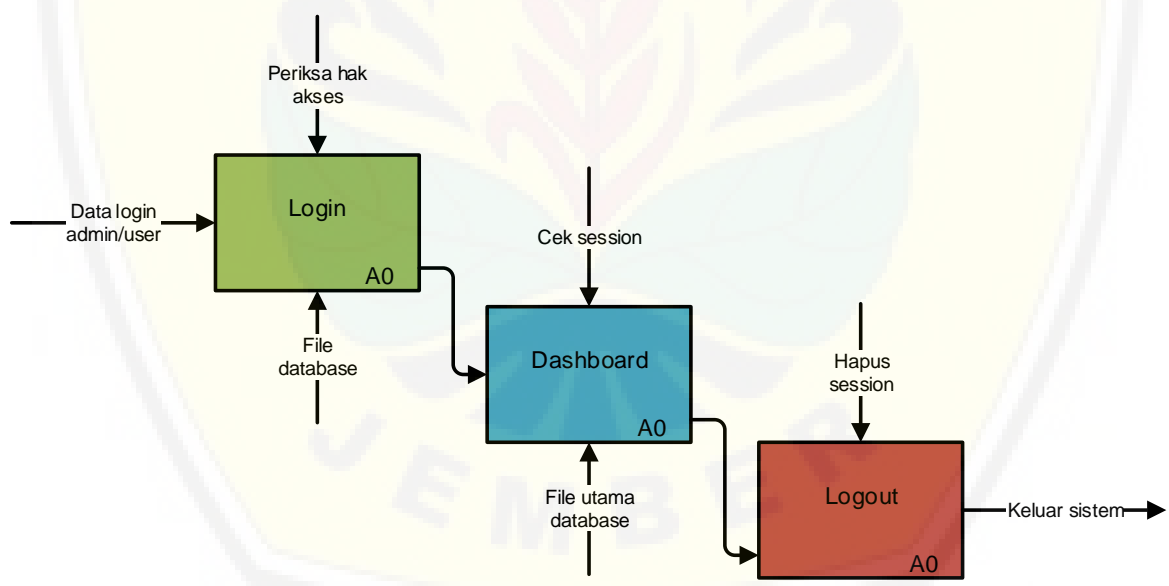 Periksa hak
akses
Data login
admin/user
Login
A0
File
database
Cek session
Dashboard
A0
File utama
database
Hapus
session
Logout
A0
Keluar sistem
JEMBER